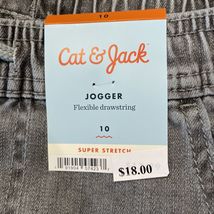 10
Cat & Jack
JOGGER
Flexible drawstring
10
SUPER STRETCH
$18.00